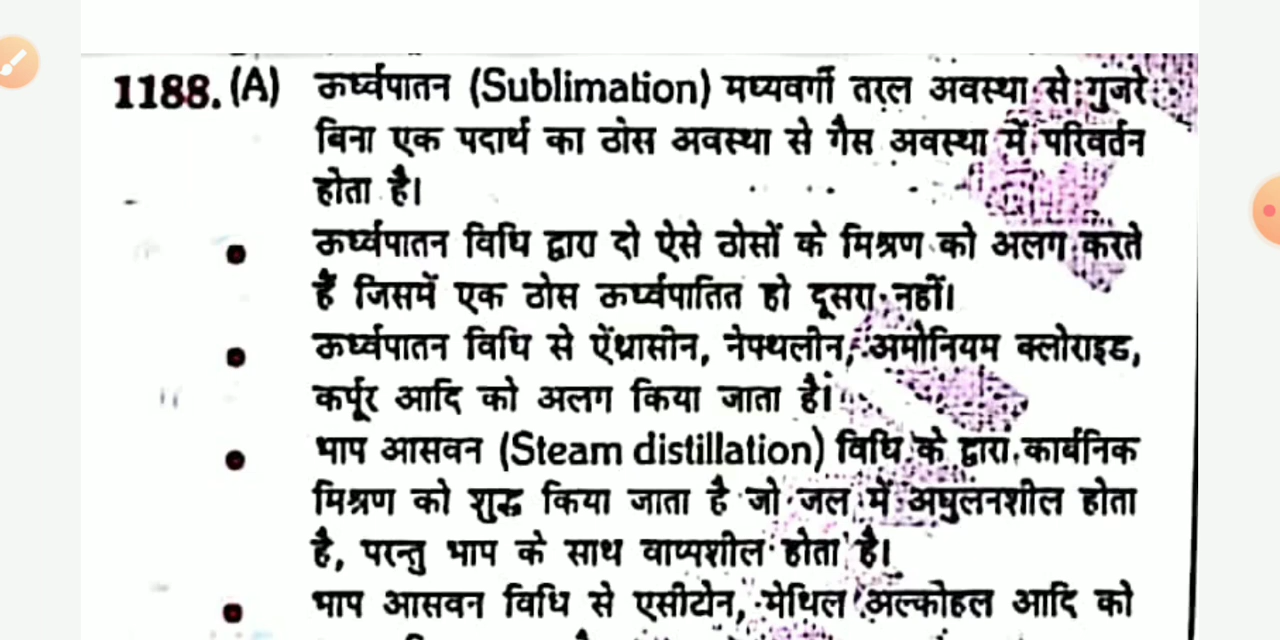 1188. (A) ऊर्ध्वपातन (Sublimation) मध्यवर्गी तरल अवस्था से गुजरे
बिना एक पदार्थ का ठोस अवस्था से गैस अवस्था में परिवर्तन
होता है।
• ऊर्ध्वपातन विधि द्वारा दो ऐसे ठोसों के मिश्रण को अलग करते
हैं जिसमें एक ठोस ऊर्ध्वपातित हो दूसरा नहीं।
• ऊर्ध्वपातन विधि से ऐंथ्रासीन, नेफ्थलीन, अमोनियम क्लोराइड,
कर्पूर आदि को अलग किया जाता है।
• भाप आसवन (Steam distillation) विधि के द्वारा कार्बनिक
मिश्रण को शुद्ध किया जाता है जो जल में अघुलनशील होता
है, परन्तु भाप के साथ वाष्पशील होता है।
• भाप आसवन विधि से एसीटोन, मेथिल अल्कोहल आदि को